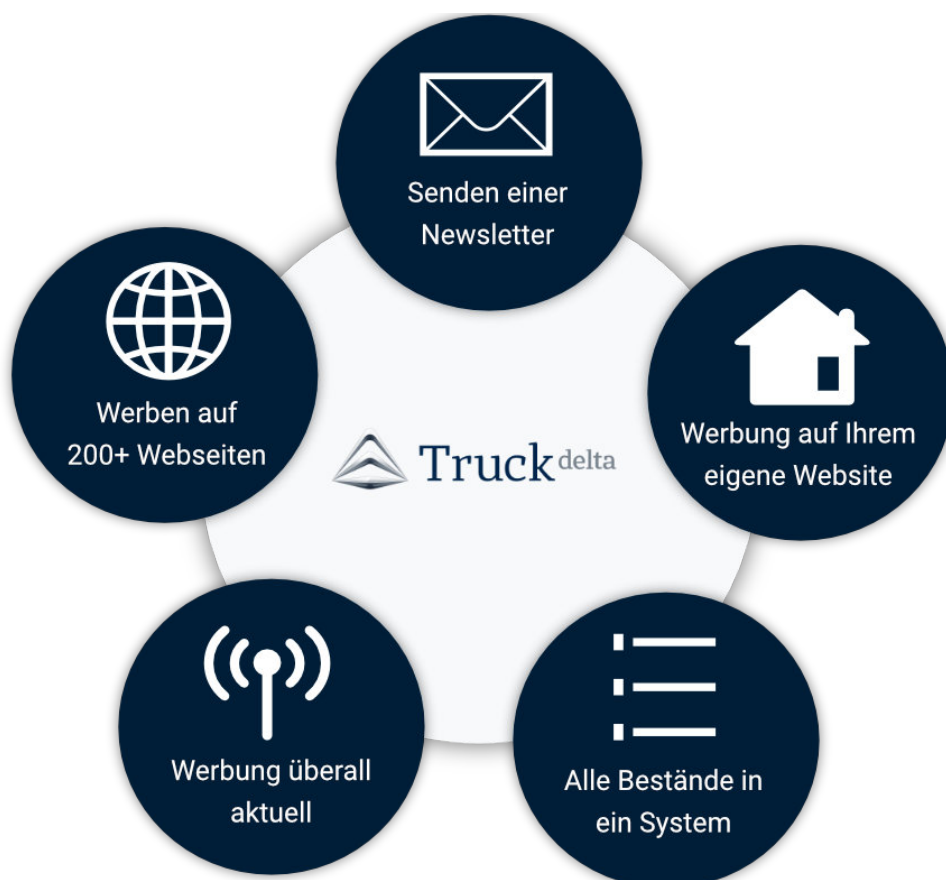 Senden einer
Newsletter
Werben auf
200+ Webseiten
Werbung auf Ihrem
eigene Website
Truck delta
Werbung überall
aktuell
Alle Bestände in
ein System